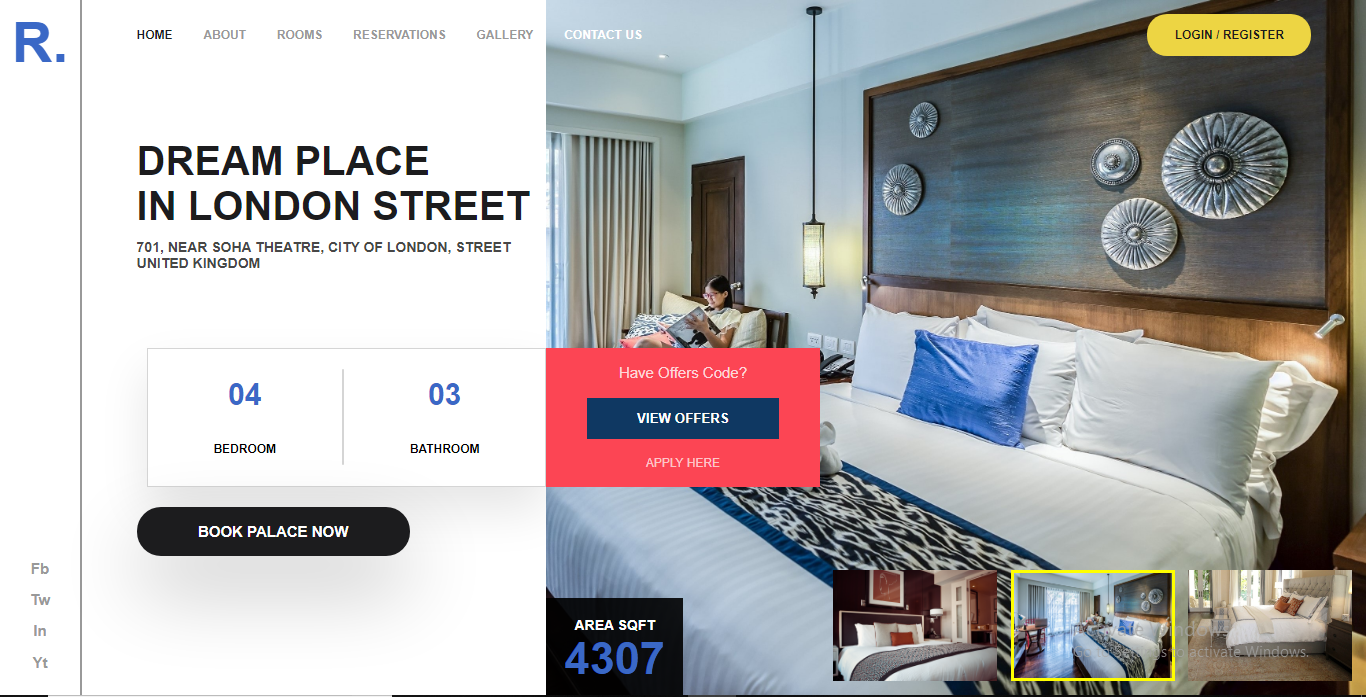 R.
HOME ABOUT ROOMS RESERVATIONS GALLERY CONTACT US LOGIN / REGISTER
DREAM PLACE
IN LONDON STREET
701, NEAR SOHA THEATRE, CITY OF LONDON, STREET
UNITED KINGDOM
04
BEDROOM
03
BATHROOM
Have Offers Code?
VIEW OFFERS
APPLY HERE
BOOK PALACE NOW
Fb
Tw
In
Yt
AREA SQFT
4307
Activate Windows
Go to Settings to activate Windows.